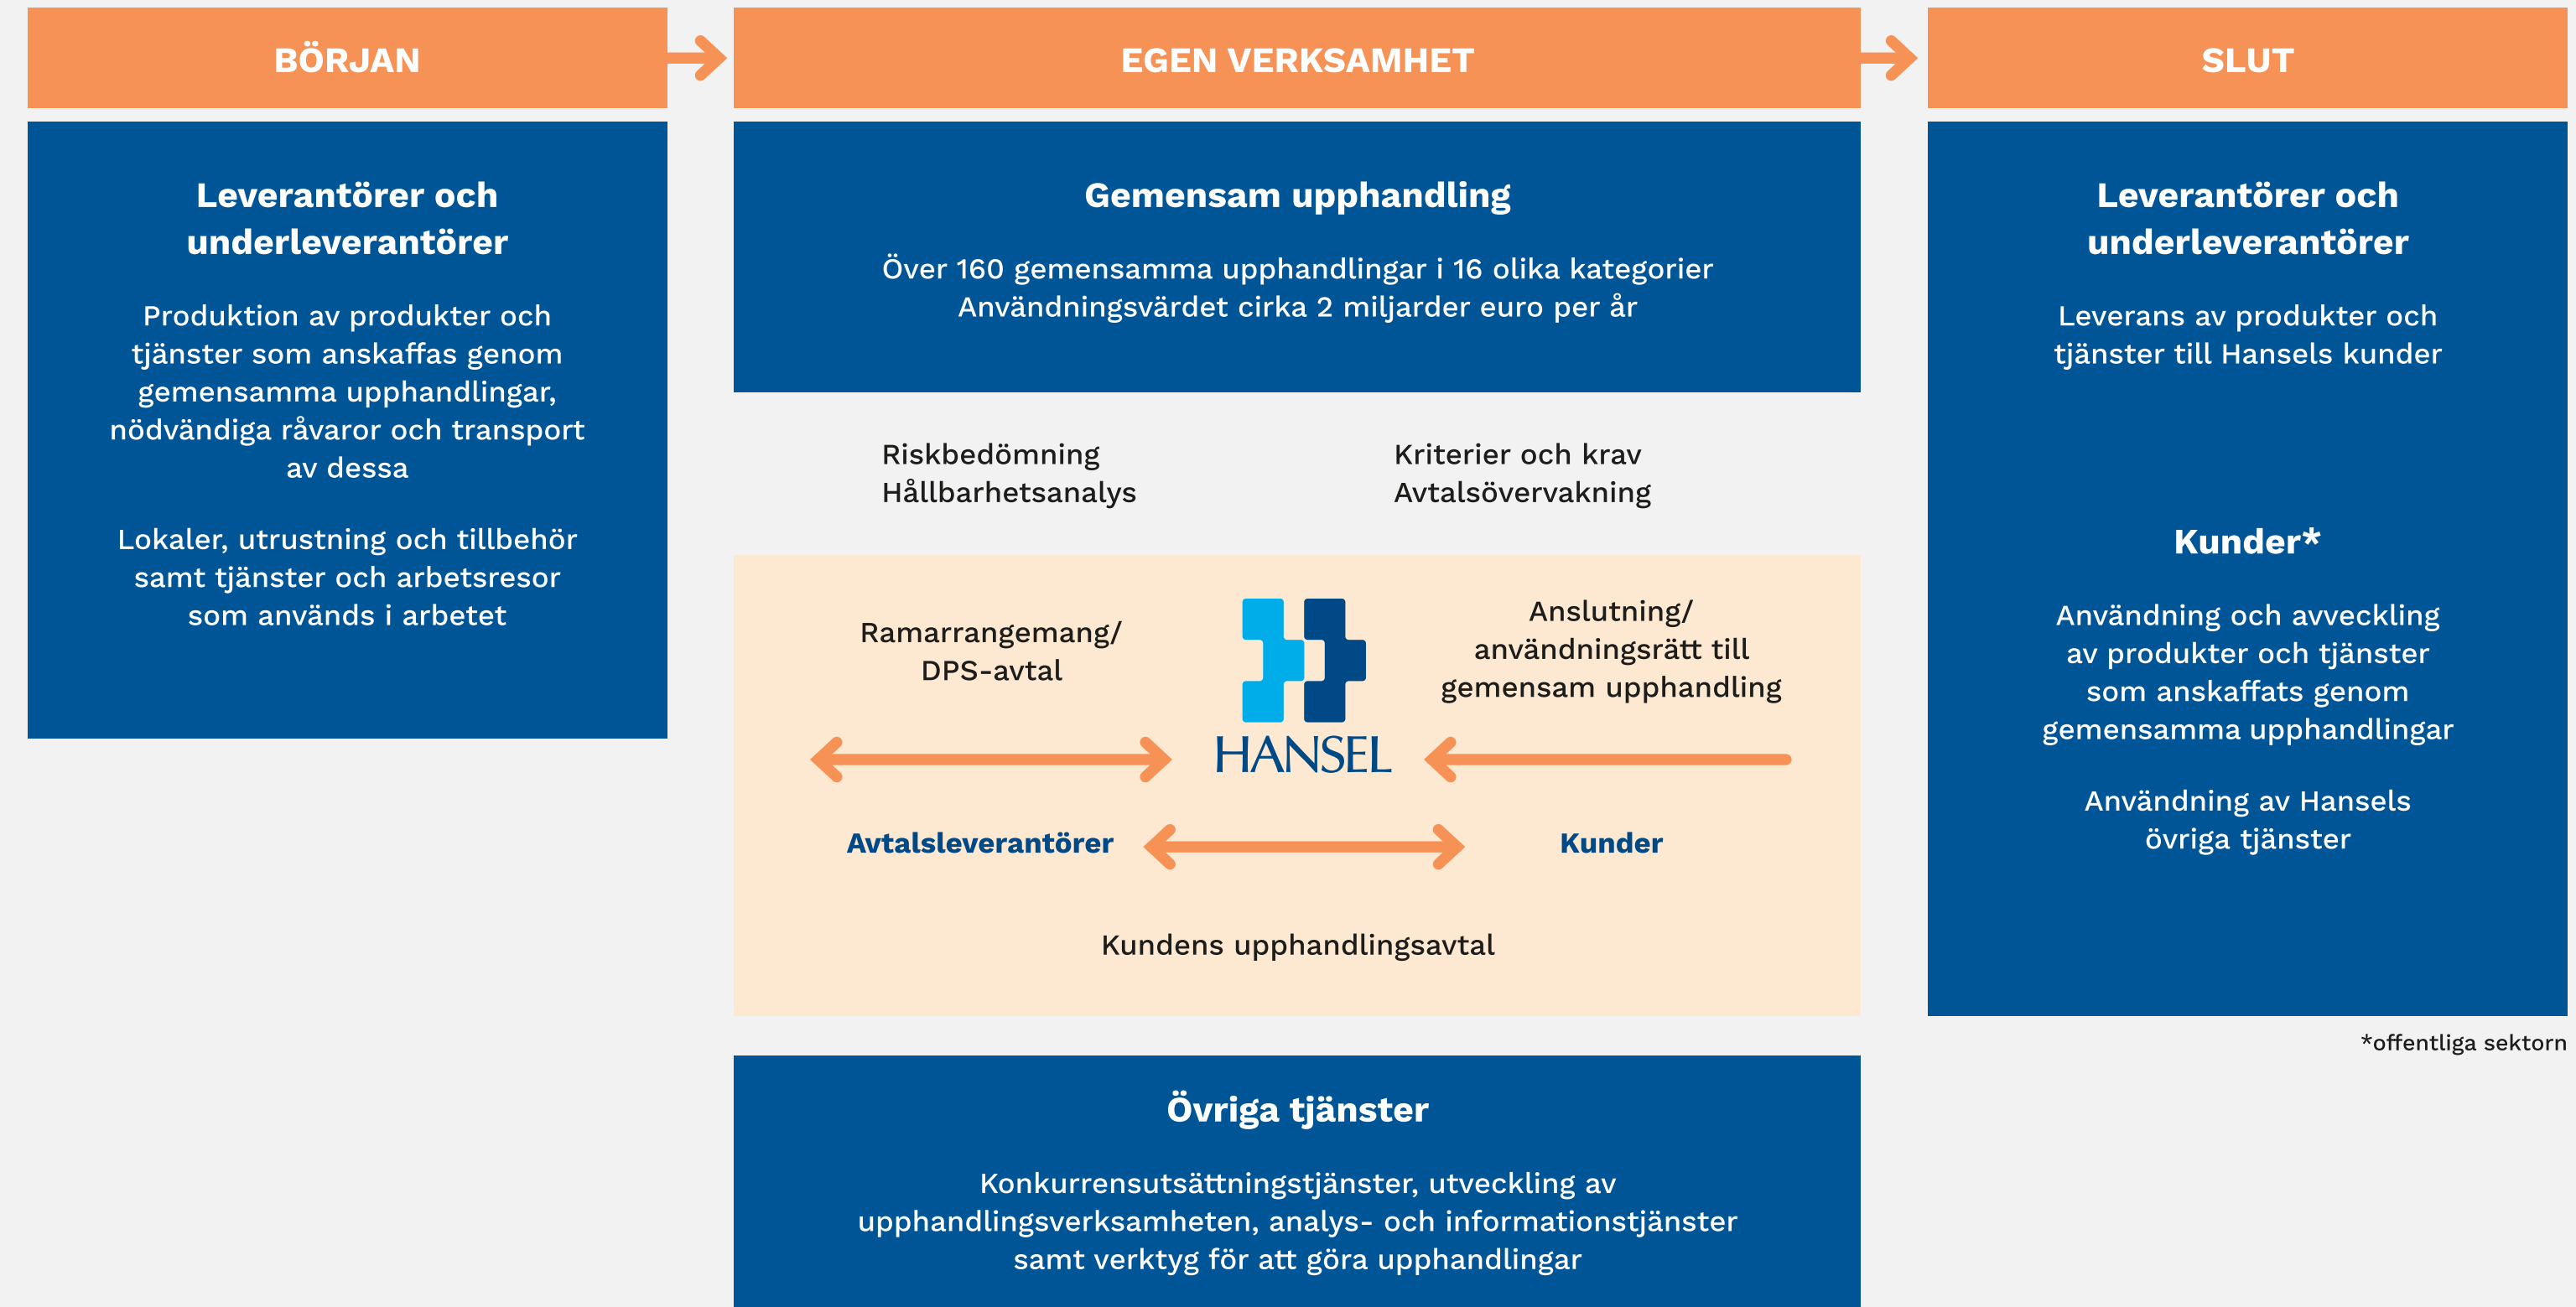 BÖRJAN
Leverantörer och
underleverantörer
Produktion av produkter och
tjänster som anskaffas genom
gemensamma upphandlingar,
nödvändiga råvaror och transport
av dessa
Lokaler, utrustning och tillbehör
samt tjänster och arbetsresor
som används i arbetet
EGEN VERKSAMHET
Gemensam upphandling
Över 160 gemensamma upphandlingar i 16 olika kategorier
Användningsvärdet cirka 2 miljarder euro per år
Riskbedömning
Hållbarhetsanalys
Kriterier och krav
Avtalsövervakning
Ramarrangemang/
DPS-avtal
HANSEL
Anslutning/
användningsrätt till
gemensam upphandling
Avtalsleverantörer
Kunder
Kundens upphandlingsavtal
Övriga tjänster
Konkurrensutsättningstjänster, utveckling av
upphandlingsverksamheten, analys- och informationstjänster
samt verktyg för att göra upphandlingar
SLUT
Leverantörer och
underleverantörer
Leverans av produkter och
tjänster till Hansels kunder
Kunder*
Användning och avveckling
av produkter och tjänster
som anskaffats genom
gemensamma upphandlingar
Användning av Hansels
övriga tjänster
*offentliga sektorn